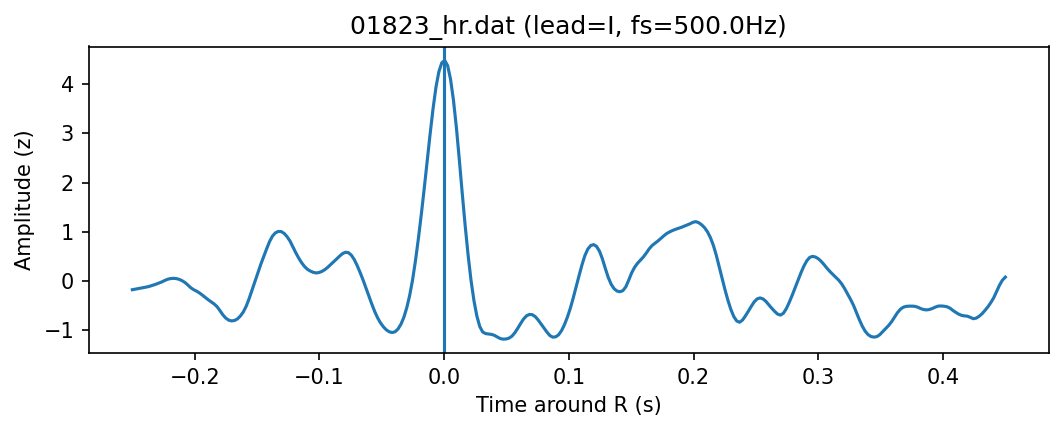 01823_hr.dat (lead=I, fs=500.0Hz)
Amplitude (z)
4
3
2
1
0
−1
−0.2 −0.1 0.0 0.1 0.2 0.3 0.4
Time around R (s)